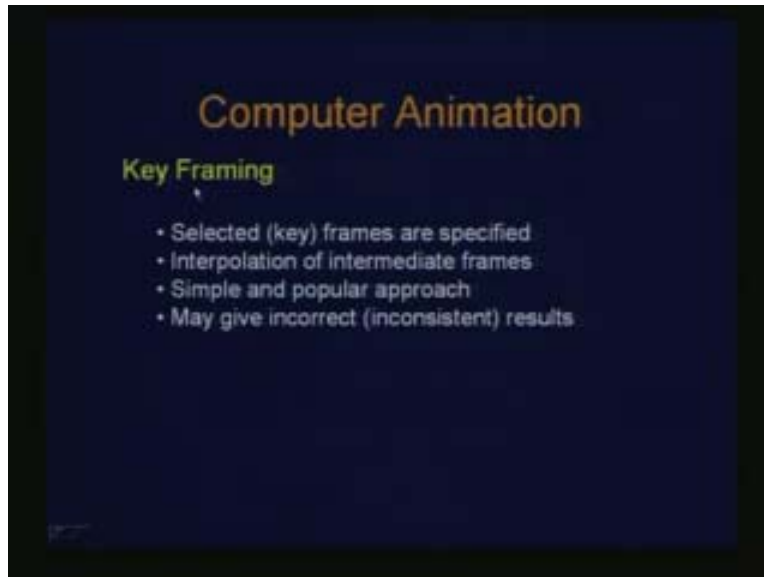 Computer Animation
Key Framing
• Selected (key) frames are specified
• Interpolation of intermediate frames
• Simple and popular approach
• May give incorrect (inconsistent) results